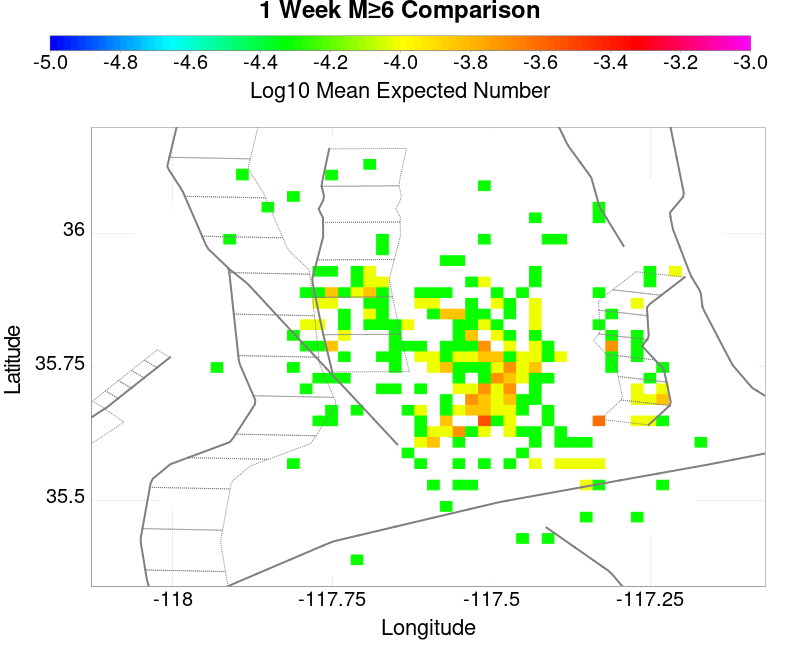 1 Week M≥6 Comparison
-5.0 -4.8 -4.6 -4.4 -4.2 -4.0 -3.8 -3.6 -3.4 -3.2 -3.0
Log10 Mean Expected Number
36
35.75
35.5
Latitude
-118 -117.75 -117.5 -117.25
Longitude